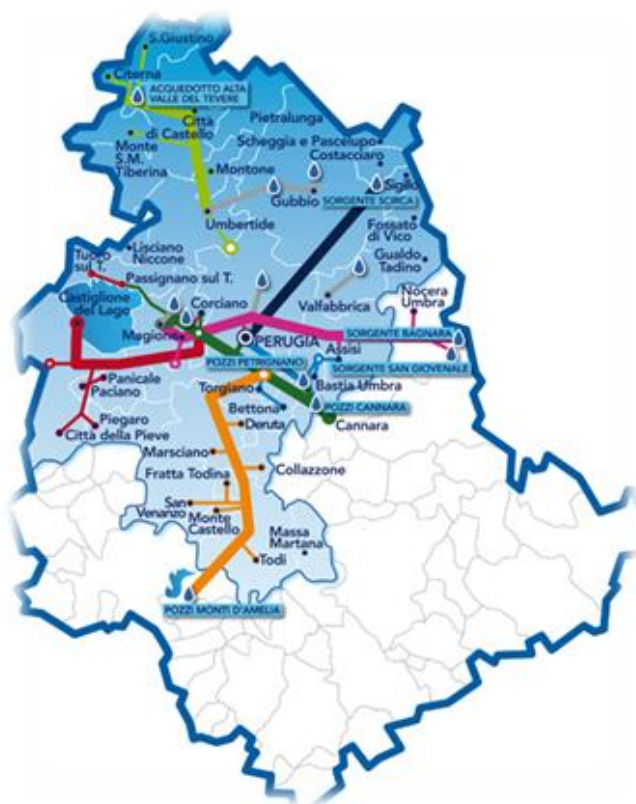 S.Giustino
Citerna
ACQUEDOTTO ALTA
VALLE DEL TEVERE
Città
di Castello
Pietralunga
Scheggia e Pascelupo
Costacciaro
Monte
S.M.
Tiberina
Montone
Sigillo
Gubbio
SORGENTE SCIRCA
Umbertide
Fossato
di Vico
Lisciano
Niccone
Gualdo
Tadino
Tuoro
sul T.
Passignano sul T.
Castiglione
del Lago
Corciano
Valfabbrica
Nocera
Umbra
Magione
PERUGIA
SORGENTE BAGNARA
Assisi
POZZI PETRIGNANO
SORGENTE SAN GIOVENALE
Panicale
Paciano
Torgiano
Bastia Umbra
Bettona
POZZI CANNARA
Piegaro
Deruta
Cannara
Città della Pieve
Marsciano
Fratta Todina
Collazzone
San
Venanzo
Monte
Castello
Massa
Martana
Todi
POZZI MONTI D'AMELIA